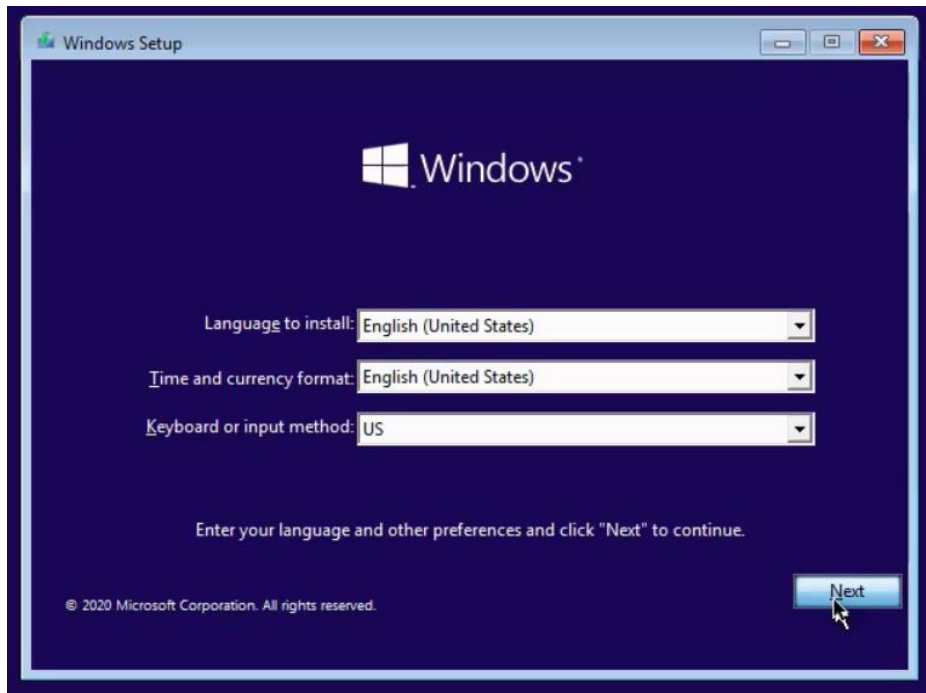 Windows Setup
Windows
Language to install: English (United States)
Time and currency format: English (United States)
Keyboard or input method: US
Enter your language and other preferences and click "Next" to continue.
Next
© 2020 Microsoft Corporation. All rights reserved.